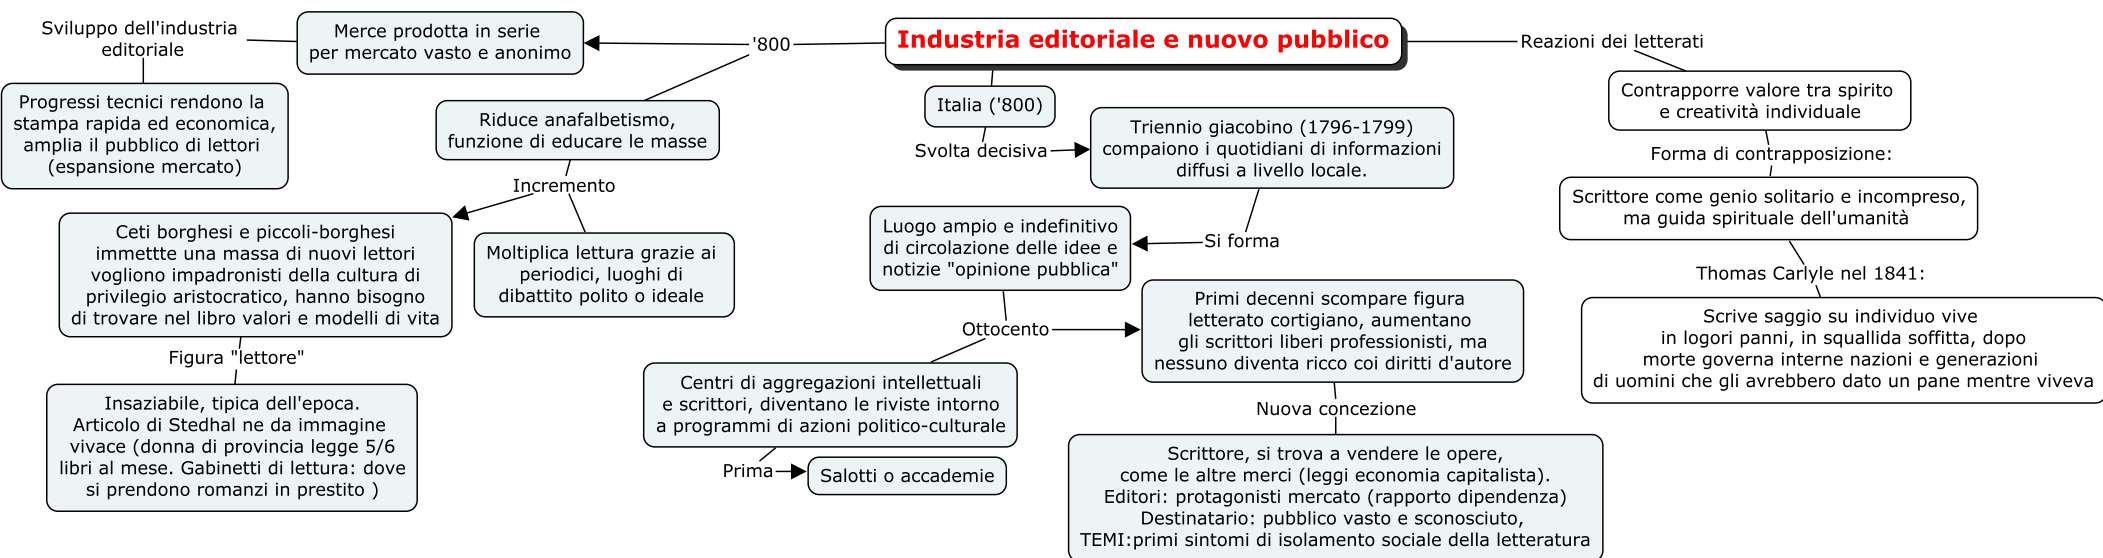 Industria editoriale e nuovo pubblico
'800
Merce prodotta in serie
per mercato vasto e anonimo
Sviluppo dell'industria
editoriale
Progressi tecnici rendono la
stampa rapida ed economica,
amplia il pubblico di lettori
(espansione mercato)
Riduce anafalbetismo,
funzione di educare le masse
Incremento
Ceti borghesi e piccoli-borghesi
immettte una massa di nuovi lettori
vogliono impadronisti della cultura di
privilegio aristocratico, hanno bisogno
di trovare nel libro valori e modelli di vita
Figura "lettore"
Insaziabile, tipica dell'epoca.
Articolo di Stedhal ne da immagine
vivace (donna di provincia legge 5/6
libri al mese. Gabinetti di lettura: dove
si prendono romanzi in prestito )
Moltiplica lettura grazie ai
periodici, luoghi di
dibattito polito o ideale
Italia ('800)
Svolta decisiva
Triennio giacobino (1796-1799)
compaiono i quotidiani di informazioni
diffusi a livello locale.
Si forma
Luogo ampio e indefinitivo
di circolazione delle idee e
notizie "opinione pubblica"
Ottocento
Primi decenni scompare figura
letterato cortigiano, aumentano
gli scrittori liberi professionisti, ma
nessuno diventa ricco coi diritti d'autore
Nuova concezione
Scrittore, si trova a vendere le opere,
come le altre merci (leggi economia capitalista).
Editori: protagonisti mercato (rapporto dipendenza)
Destinatario: pubblico vasto e sconosciuto,
TEMI:primi sintomi di isolamento sociale della letteratura
Centri di aggregazioni intellettuali
e scrittori, diventano le riviste intorno
a programmi di azioni politico-culturale
Prima
Salotti o accademie
Reazioni dei letterati
Contrapporre valore tra spirito
e creatività individuale
Forma di contrapposizione:
Scrittore come genio solitario e incompreso,
ma guida spirituale dell'umanità
Thomas Carlyle nel 1841:
Scrive saggio su individuo vive
in logori panni, in squallida soffitta, dopo
morte governa interne nazioni e generazioni
di uomini che gli avrebbero dato un pane mentre viveva